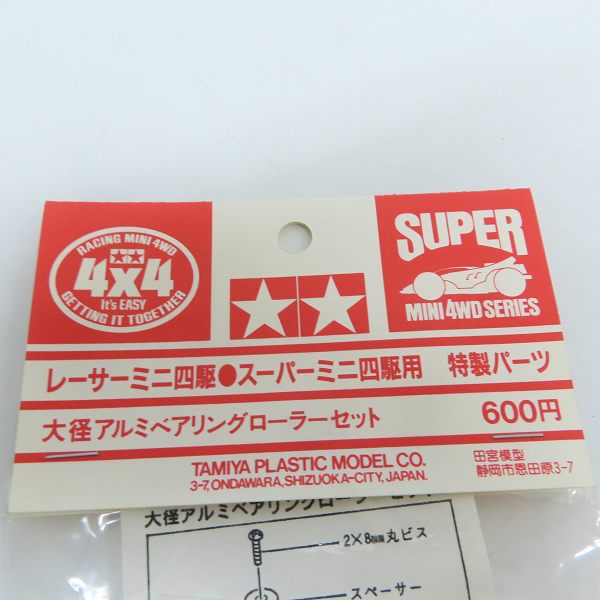 RACING MINI 4WD
4x4
It's EASY
GETTING IT TOGETHER
SUPER
MINI 4WD SERIES
レーサーミニ四駆●スーパーミニ四駆用 特製パーツ
大径アルミベアリングローラーセット 600円
TAMIYA PLASTIC MODEL CO.
3-7, ONDAWARA, SHIZUOKA-CITY, JAPAN.
田宮模型
静岡市恩田原3-7
大径アルミベアリングローラーセット
2×8mm丸ビス
スペーサー